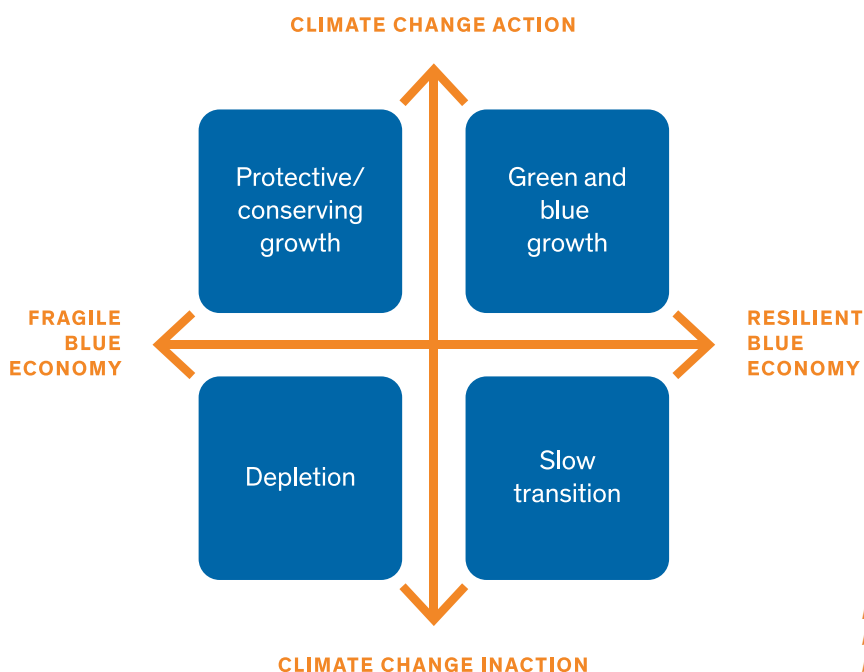 CLIMATE CHANGE ACTION
Protective/
conserving
growth
Green and
blue
growth
FRAGILE
BLUE
ECONOMY
RESILIENT
BLUE
ECONOMY
Depletion
Slow
transition
CLIMATE CHANGE INACTION